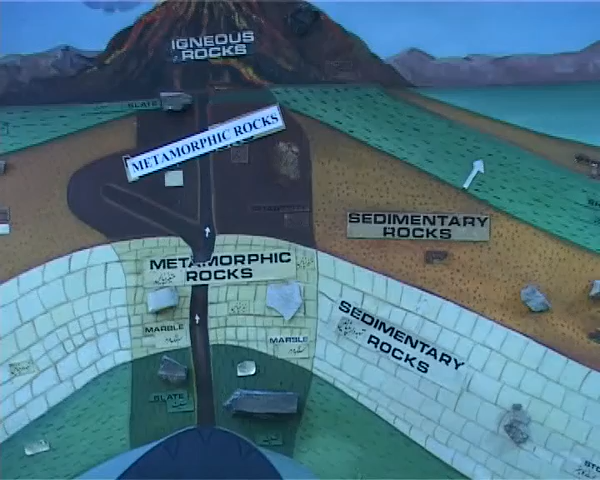 IGNEOUS
ROCKS
SLATE
METAMORPHIC ROCKS
SEDIMENTARY
ROCKS
METAMORPHIC
ROCKS
SEDIMENTARY
ROCKS
MARBLE
MARBLE
SLATE